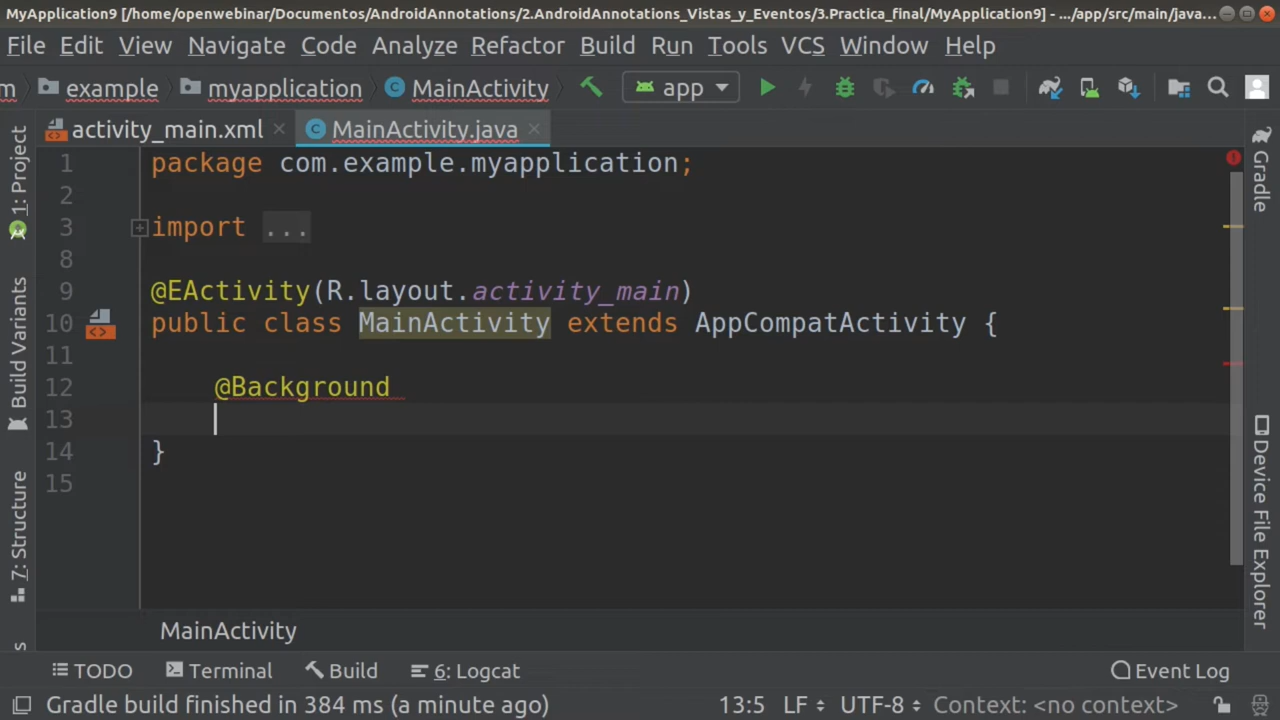 MyApplication9 [/home/openwebinar/Documentos/AndroidAnnotations/2.AndroidAnnotations_Vistas_y_Eventos/3.Practica_final/MyApplication9] - .../app/src/main/java...
File Edit View Navigate Code Analyze Refactor Build Run Tools VCS Window Help
m example myapplication MainActivity app
activity_main.xml MainActivity.java
1 package com.example.myapplication;
2
3 import ...
8
9 @EActivity(R.layout.activity_main)
10 public class MainActivity extends AppCompatActivity {
11
12 @Background
13
14 }
15
MainActivity
1: Project
Build Variants
7: Structure
s
Gradle
Device File Explorer
TODO Terminal Build 6: Logcat Event Log
Gradle build finished in 384 ms (a minute ago) 13:5 LF UTF-8 Context: <no context>